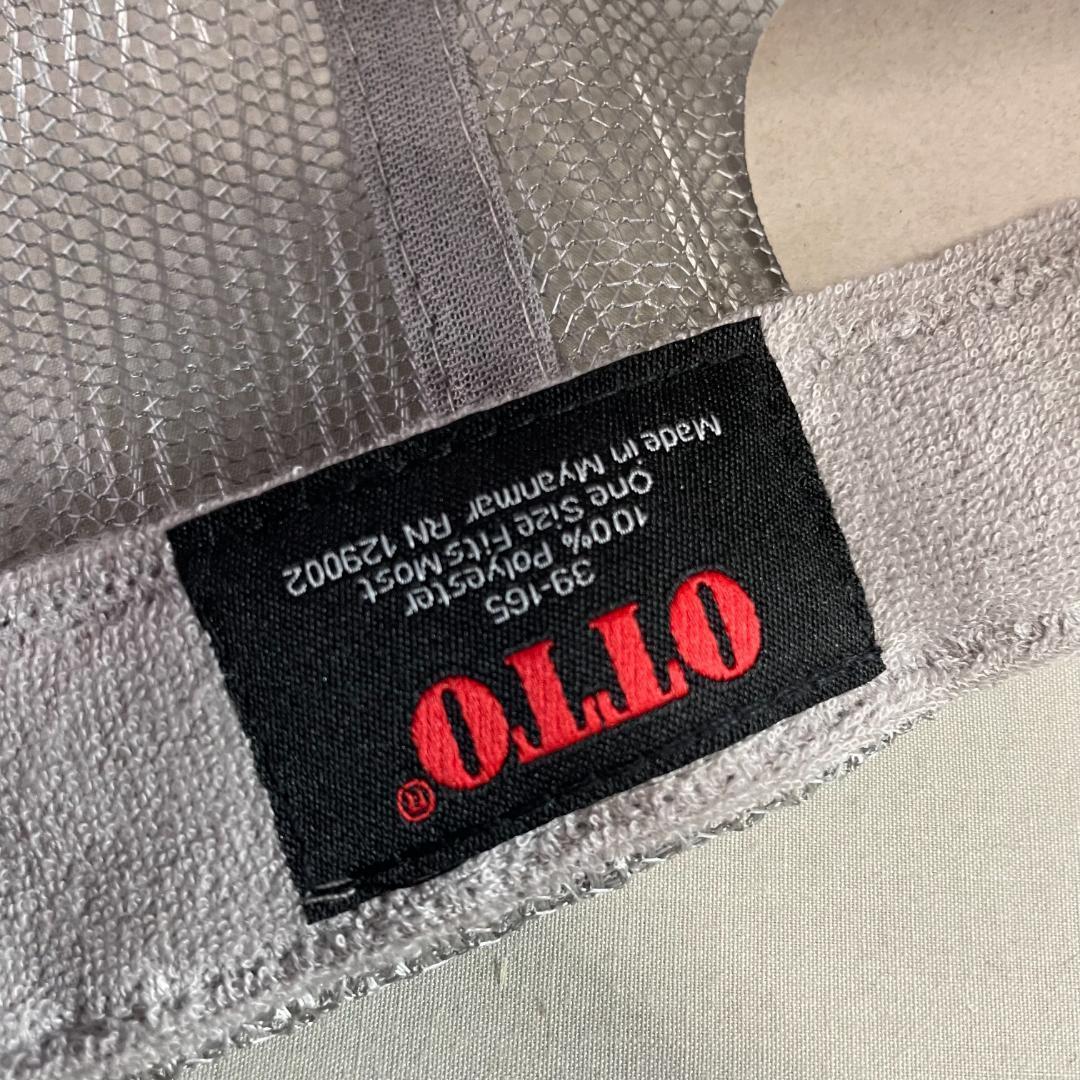 OTTO®
39-165
100% Polyester
One Size Fits Most
Made in Myanmar RN 129002